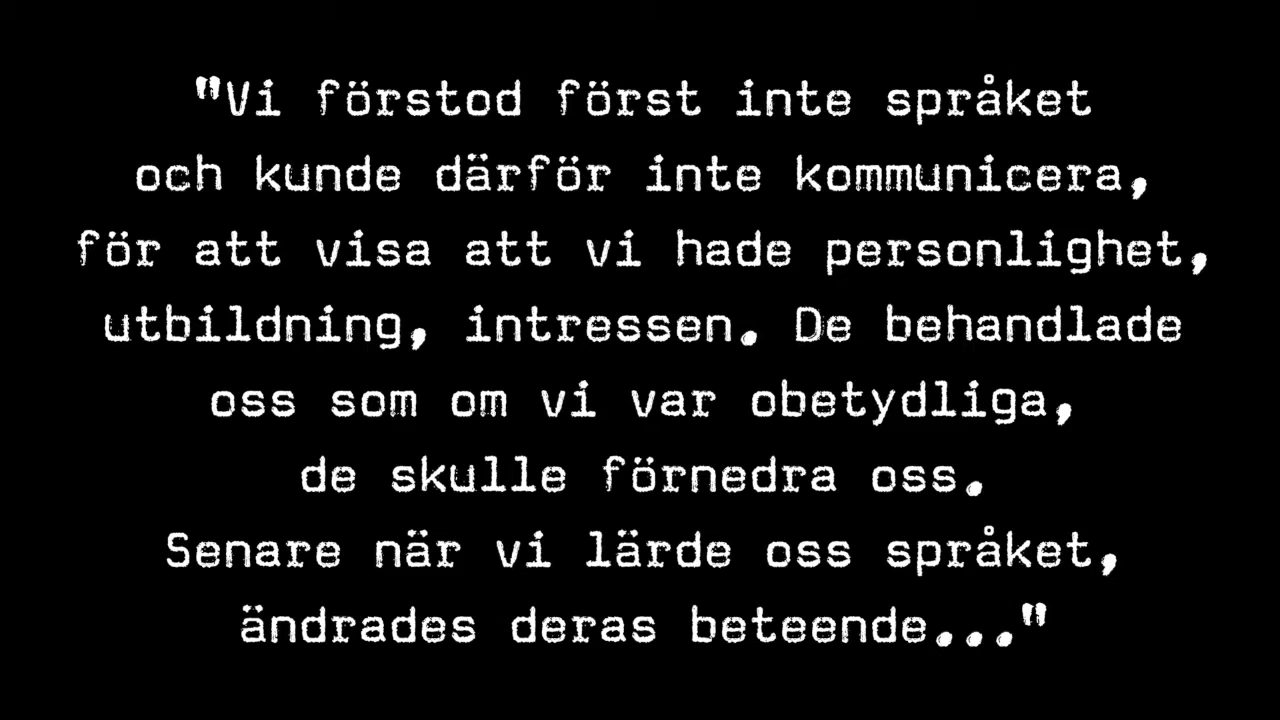 "Vi förstod först inte språket
och kunde därför inte kommunicera,
för att visa att vi hade personlighet,
utbildning, intressen. De behandlade
oss som om vi var obetydliga,
de skulle förnedra oss.
Senare när vi lärde oss språket,
ändrades deras beteende..."